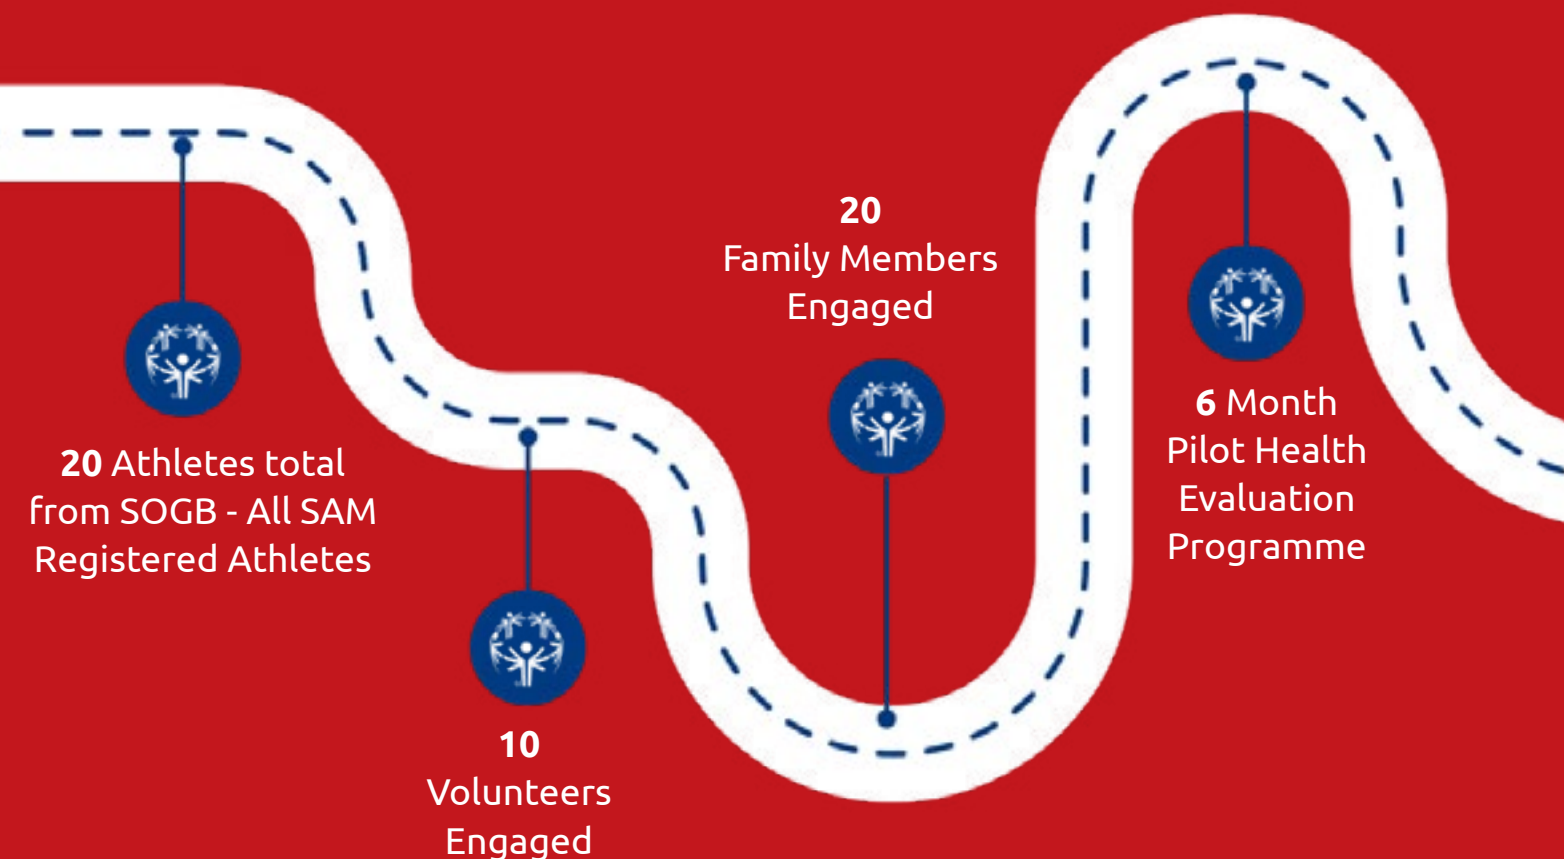 20 Athletes total
from SOGB - All SAM
Registered Athletes
10
Volunteers
Engaged
20
Family Members
Engaged
6 Month
Pilot Health
Evaluation
Programme